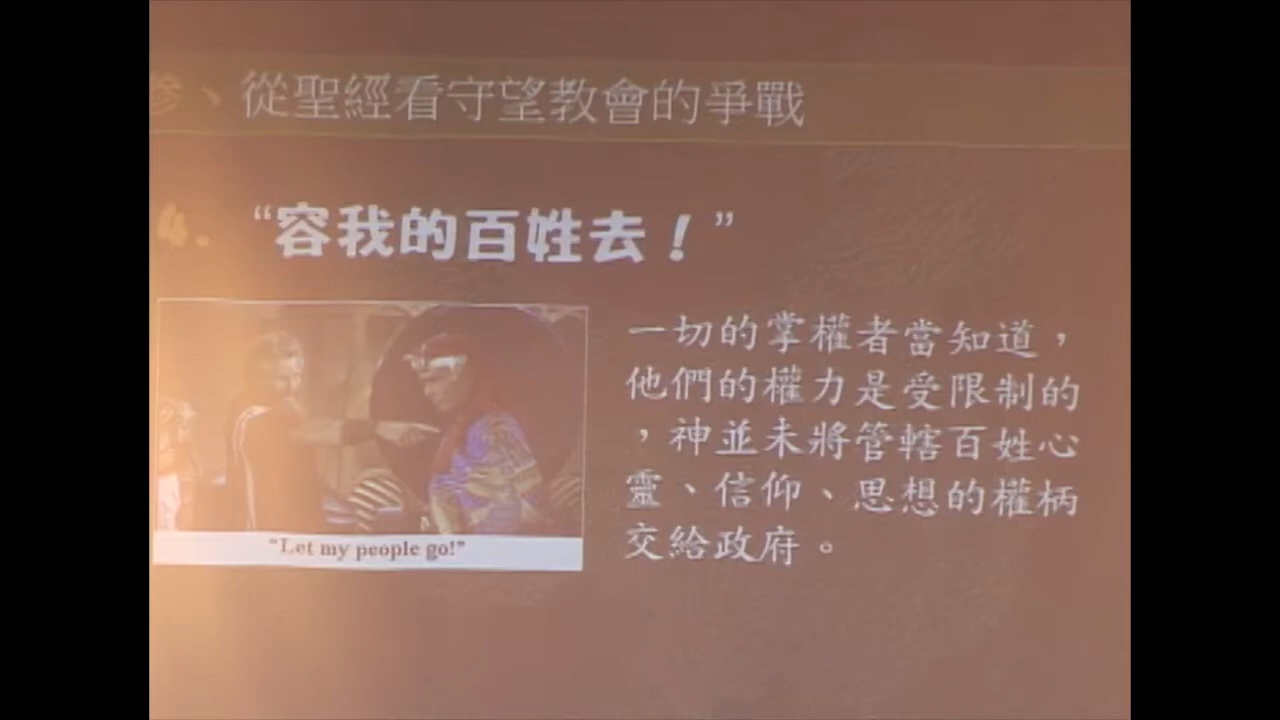 參、從聖經看守望教會的爭戰
4. “容我的百姓去！”
一切的掌權者當知道，
他們的權力是受限制的
，神並未將管轄百姓心
靈、信仰、思想的權柄
交給政府。
“Let my people go!”